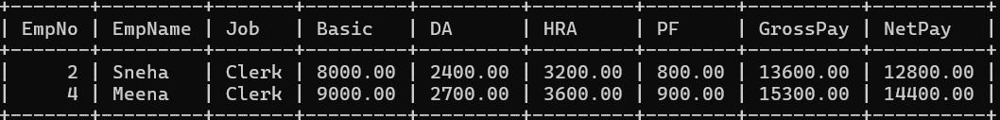 +-------+---------+-------+---------+---------+---------+--------+----------+----------+
| EmpNo | EmpName | Job   | Basic   | DA      | HRA     | PF     | GrossPay | NetPay   |
+-------+---------+-------+---------+---------+---------+--------+----------+----------+
|     2 | Sneha   | Clerk | 8000.00 | 2400.00 | 3200.00 | 800.00 | 13600.00 | 12800.00 |
|     4 | Meena   | Clerk | 9000.00 | 2700.00 | 3600.00 | 900.00 | 15300.00 | 14400.00 |
+-------+---------+-------+---------+---------+---------+--------+----------+----------+